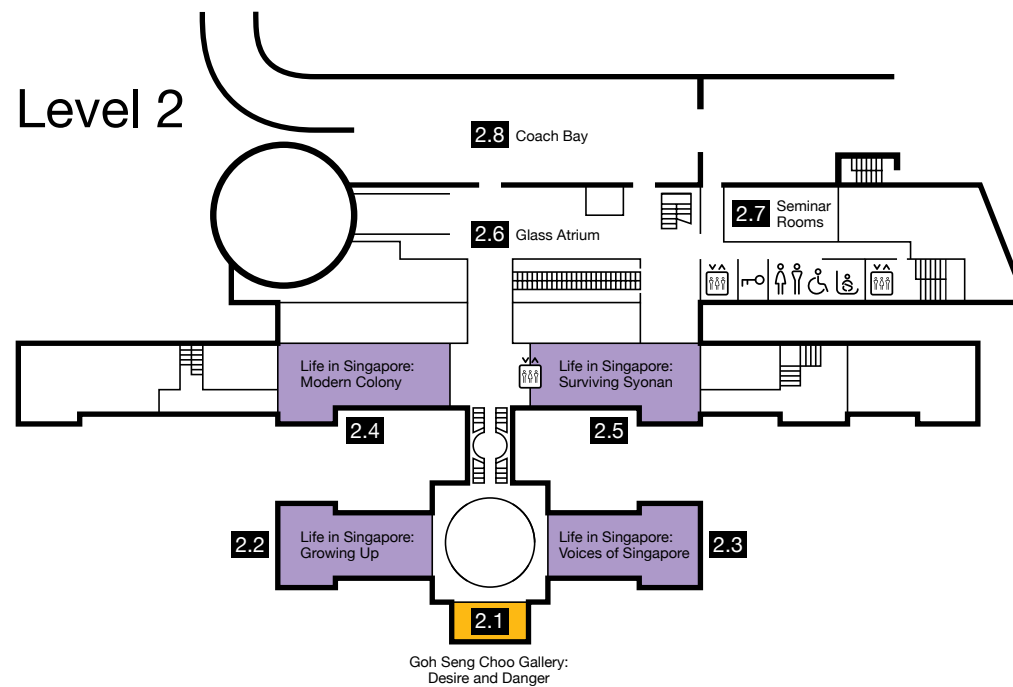 Level 2
2.8 Coach Bay
2.7 Seminar
Rooms
2.6 Glass Atrium
Life in Singapore:
Modern Colony
2.4
Life in Singapore:
Surviving Syonan
2.5
2.2
Life in Singapore:
Growing Up
Life in Singapore:
Voices of Singapore
2.3
2.1
Goh Seng Choo Gallery:
Desire and Danger